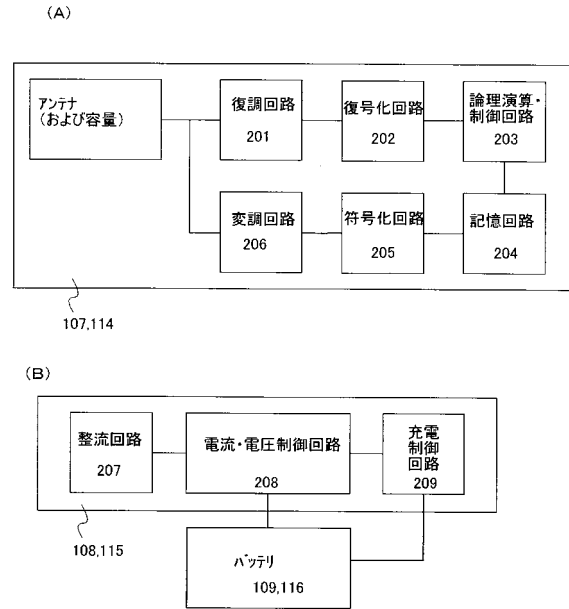 (A)
アンテナ
(および容量)
復調回路
201
復号化回路
202
論理演算・
制御回路
203
変調回路
206
符号化回路
205
記憶回路
204
107,114
(B)
整流回路
207
電流・電圧制御回路
208
充電
制御
回路
209
108,115
バッテリ
109,116